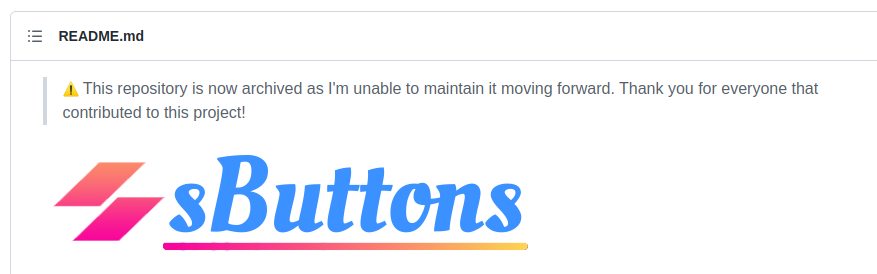 README.md
⚠️ This repository is now archived as I'm unable to maintain it moving forward. Thank you for everyone that
contributed to this project!
sButtons